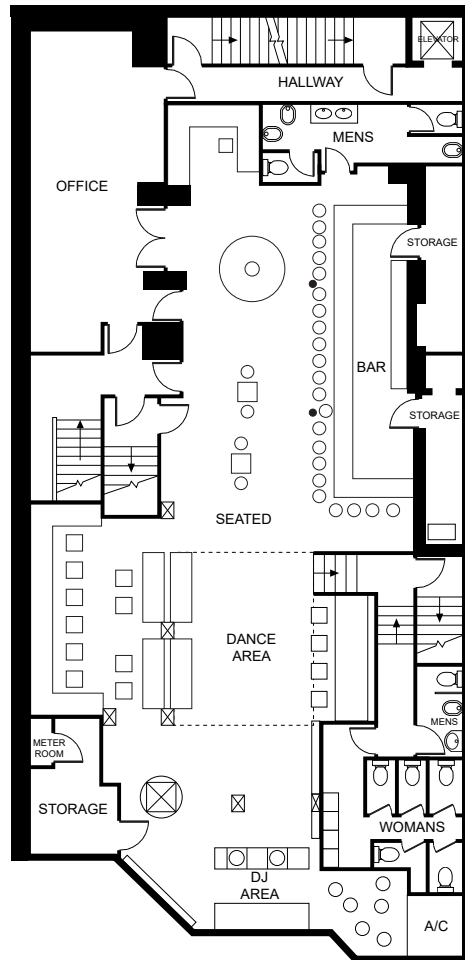 ELEVATOR
HALLWAY
MENS
OFFICE
STORAGE
BAR
STORAGE
SEATED
DANCE
AREA
MENS
METER
ROOM
STORAGE
WOMANS
DJ
AREA
A/C